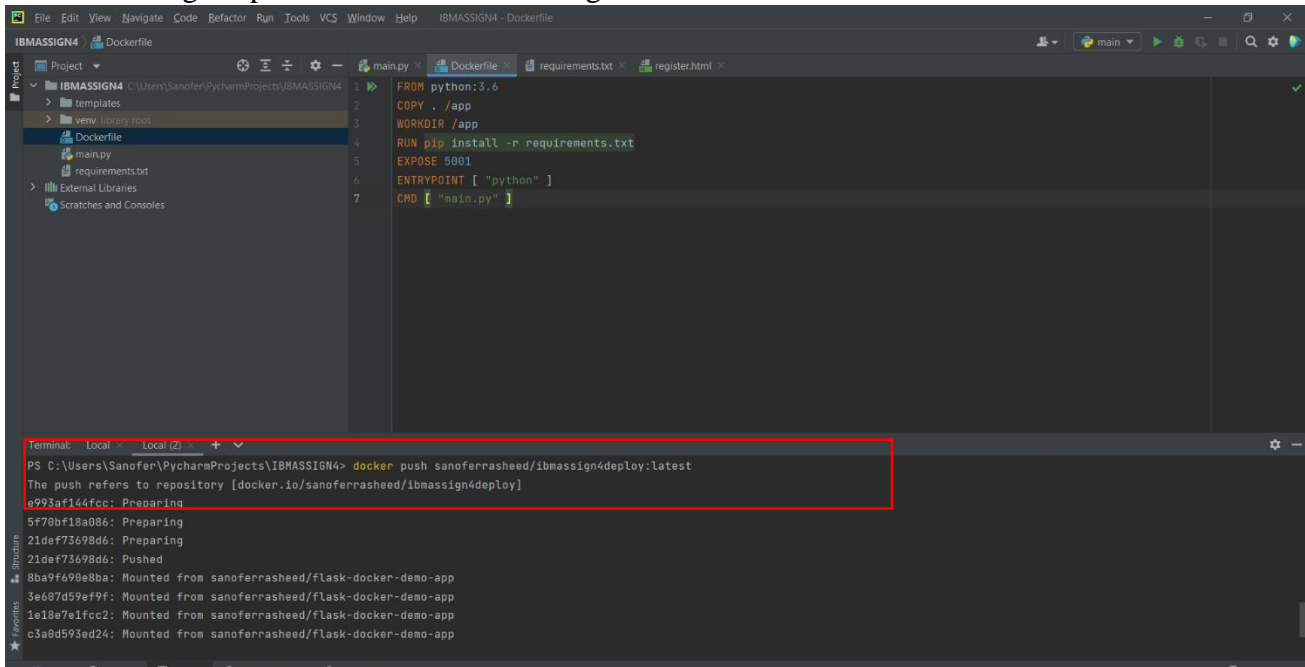 File Edit View Navigate Code Refactor Run Tools VCS Window Help IBMASSIGN4 - Dockerfile
IBMASSIGN4 Dockerfile
main
Project
main.py
Dockerfile
requirements.txt
register.html
Project
IBMASSIGN4 C:\Users\Sanofer\PycharmProjects\IBMASSIGN4
templates
venv library root
Dockerfile
main.py
requirements.txt
External Libraries
Scratches and Consoles
1 FROM python:3.6
2 COPY . /app
3 WORKDIR /app
4 RUN pip install -r requirements.txt
5 EXPOSE 5001
6 ENTRYPOINT [ "python" ]
7 CMD [ "main.py" ]
Terminal: Local Local (2)
PS C:\Users\Sanofer\PycharmProjects\IBMASSIGN4> docker push sanoferrasheed/ibmassign4deploy:latest
The push refers to repository [docker.io/sanoferrasheed/ibmassign4deploy]
e993af144fcc: Preparing
5f70bf18a086: Preparing
21def73698d6: Preparing
21def73698d6: Pushed
8ba9f690e8ba: Mounted from sanoferrasheed/flask-docker-demo-app
3e607d59ef9f: Mounted from sanoferrasheed/flask-docker-demo-app
1e18e7e1fcc2: Mounted from sanoferrasheed/flask-docker-demo-app
c3a0d593ed24: Mounted from sanoferrasheed/flask-docker-demo-app
Structure
Favorites